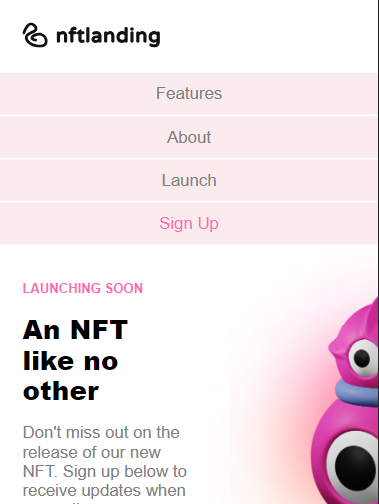 nftlanding
Features
About
Launch
Sign Up
LAUNCHING SOON
An NFT
like no
other
Don't miss out on the
release of our new
NFT. Sign up below to
receive updates when